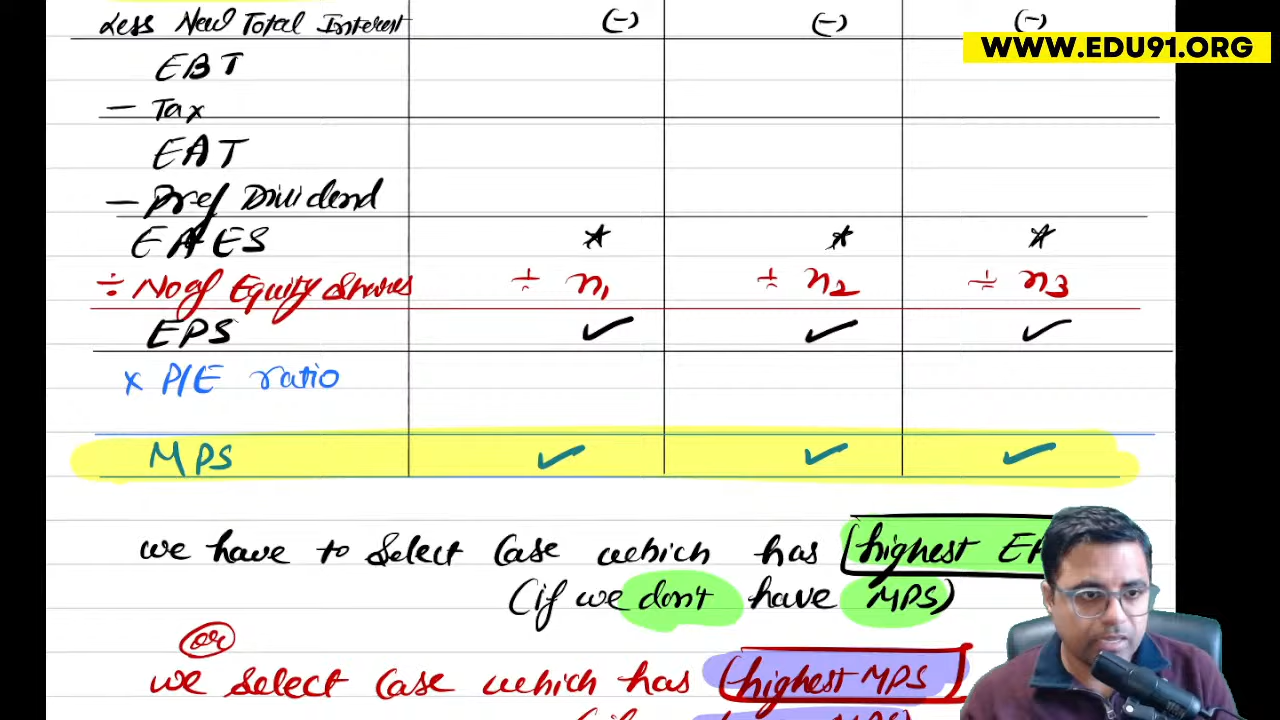 Less New Total Interest (-) (-) (-)
WWW.EDU91.ORG
EBT
- Tax
EAT
- Pref Dividend
EAES * * *
÷ No of Equity Shares ÷ n1 ÷ n2 ÷ n3
EPS ✓ ✓ ✓
x P/E ratio
MPS ✓ ✓ ✓
we have to select Case which has highest
(if we don't have MPS)
or
we select Case which has highest MPS